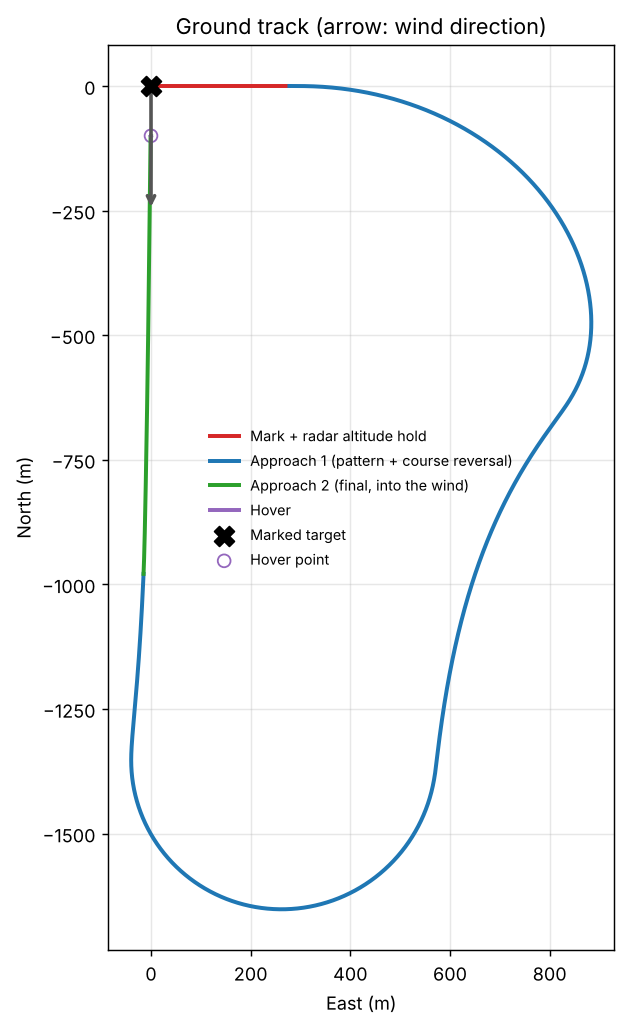 Ground track (arrow: wind direction)
0
−250
−500
−750
−1000
−1250
−1500
North (m)
Mark + radar altitude hold
Approach 1 (pattern + course reversal)
Approach 2 (final, into the wind)
Hover
Marked target
Hover point
0
200
400
600
800
East (m)